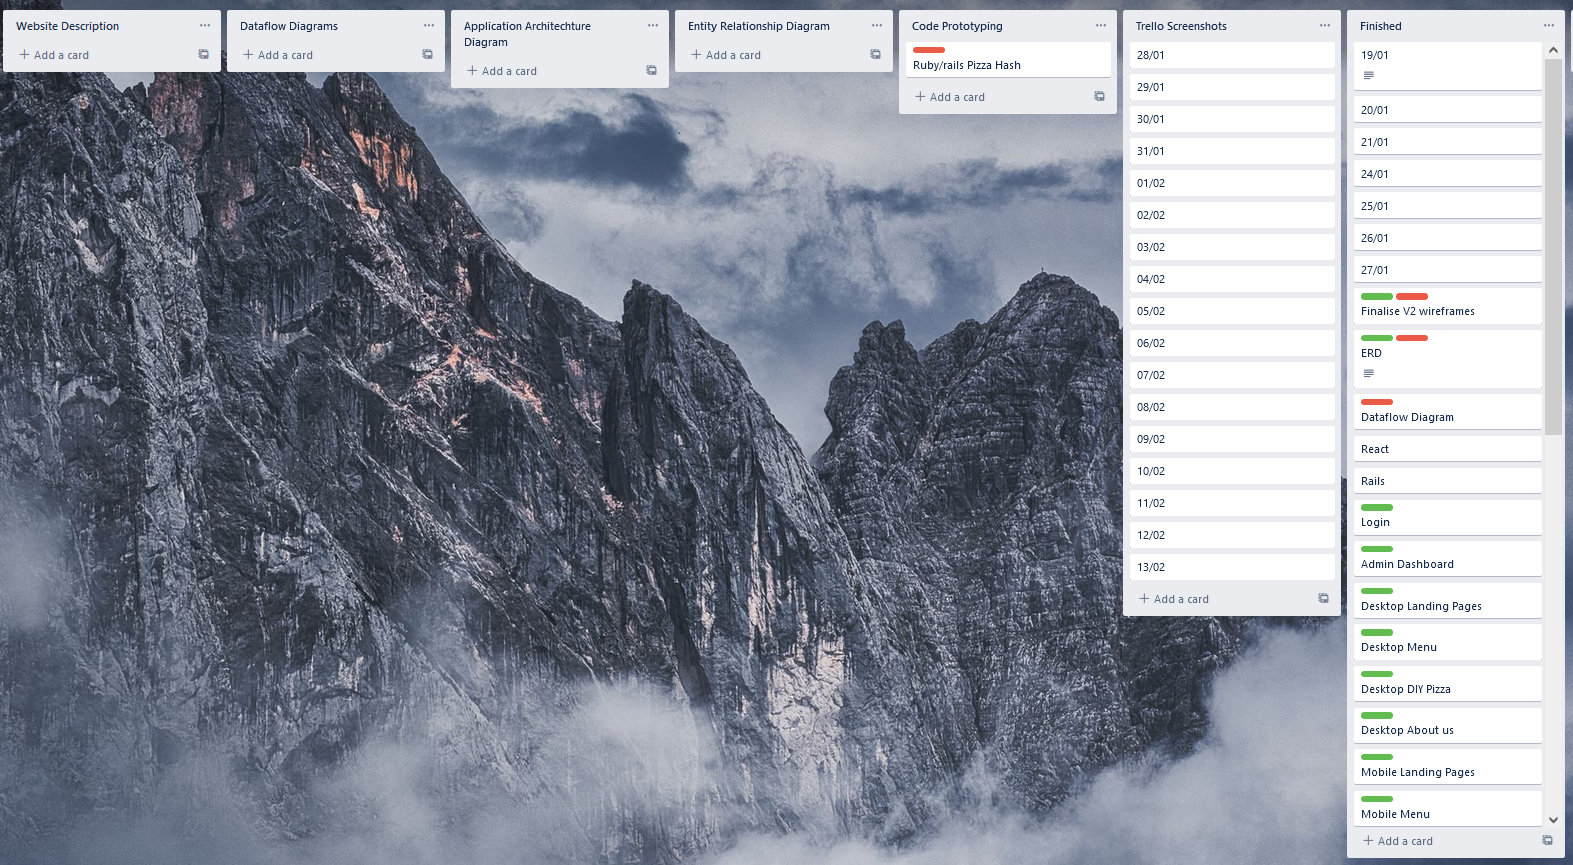 Website Description
+ Add a card
Dataflow Diagrams
+ Add a card
Application Architechture
Diagram
+ Add a card
Entity Relationship Diagram
+ Add a card
Code Prototyping
Ruby/rails Pizza Hash
+ Add a card
Trello Screenshots
28/01
29/01
30/01
31/01
01/02
02/02
03/02
04/02
05/02
06/02
07/02
08/02
09/02
10/02
11/02
12/02
13/02
+ Add a card
Finished
19/01
20/01
21/01
24/01
25/01
26/01
27/01
Finalise V2 wireframes
ERD
Dataflow Diagram
React
Rails
Login
Admin Dashboard
Desktop Landing Pages
Desktop Menu
Desktop DIY Pizza
Desktop About us
Mobile Landing Pages
Mobile Menu
+ Add a card